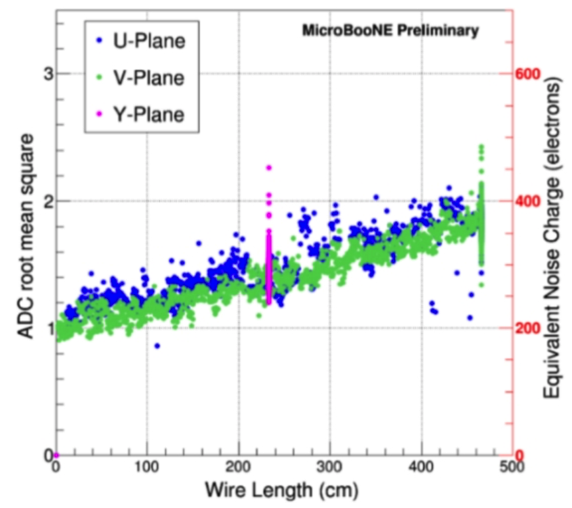 MicroBooNE Preliminary
U-Plane
V-Plane
Y-Plane
ADC root mean square
3
2
1
0
0 100 200 300 400 500
Wire Length (cm)
600
400
200
0
Equivalent Noise Charge (electrons)